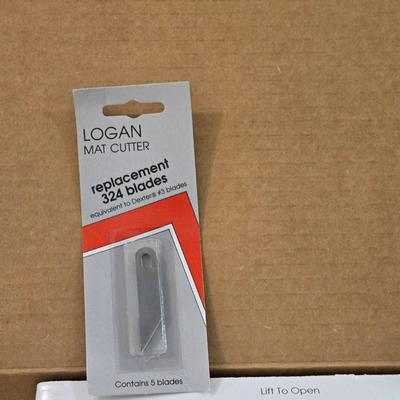 LOGAN
MAT CUTTER
replacement
324 blades
equivalent to Dexter® #3 blades
Contains 5 blades
Lift To Open